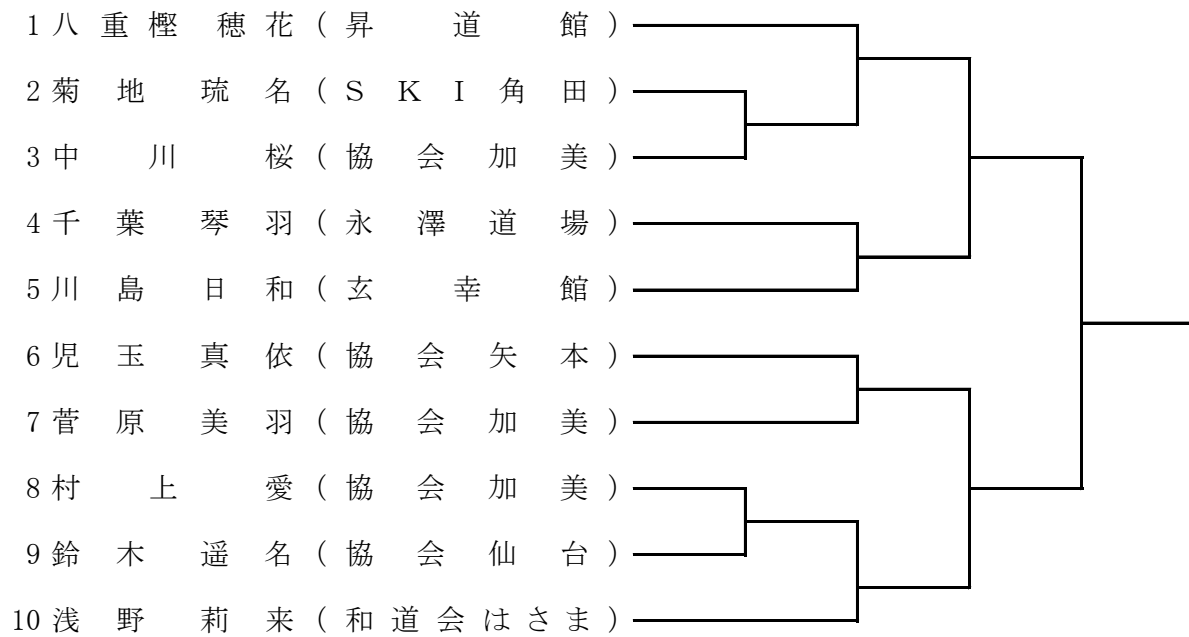 1 八重樫 穂花 (昇道館)
2 菊地 琉名 (SKI角田)
3 中川 桜 (協会加美)
4 千葉 琴羽 (永澤道場)
5 川島 日和 (玄幸館)
6 児玉 真依 (協会矢本)
7 菅原 美羽 (協会加美)
8 村上 愛 (協会加美)
9 鈴木 遥名 (協会仙台)
10 浅野 莉来 (和道会はさま)